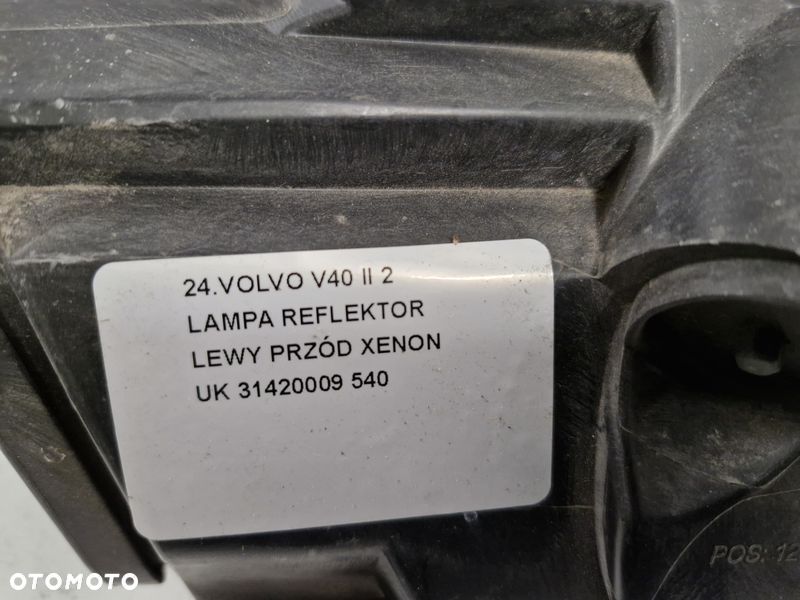 24.VOLVO V40 II 2
LAMPA REFLEKTOR
LEWY PRZÓD XENON
UK 31420009 540
POS: 12
OTOMOTO